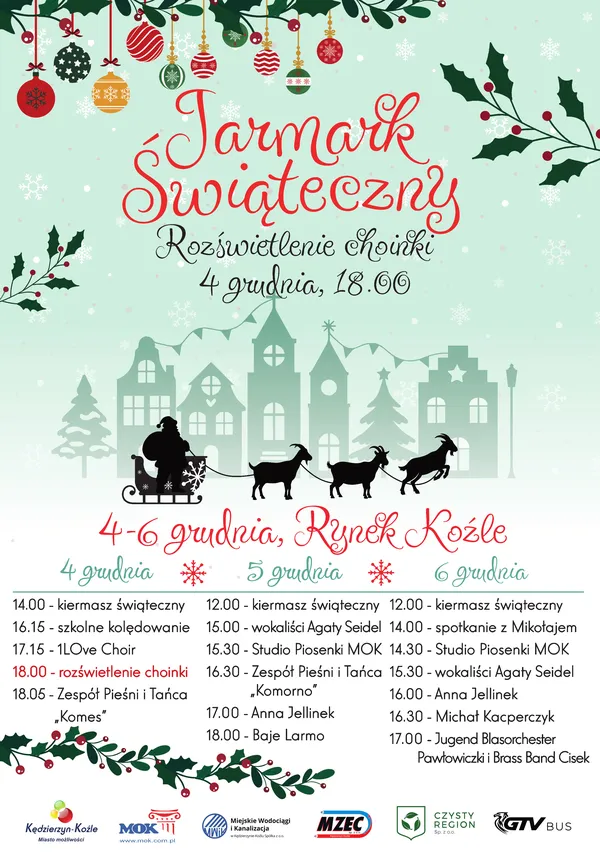 Jarmark
Świąteczny
Rozświetlenie choinki
4 grudnia, 18.00
4-6 grudnia, Rynek Koźle
4 grudnia
14.00 - kiermasz świąteczny
16.15 - szkolne kolędowanie
17.15 - 1LOve Choir
18.00 - rozświetlenie choinki
18.05 - Zespół Pieśni i Tańca
„Komes”
5 grudnia
12.00 - kiermasz świąteczny
15.00 - wokaliści Agaty Seidel
15.30 - Studio Piosenki MOK
16.30 - Zespół Pieśni i Tańca
„Komorno”
17.00 - Anna Jellinek
18.00 - Baje Larmo
6 grudnia
12.00 - kiermasz świąteczny
14.00 - spotkanie z Mikołajem
14.30 - Studio Piosenki MOK
15.30 - wokaliści Agaty Seidel
16.00 - Anna Jellinek
16.30 - Michał Kacperczyk
17.00 - Jugend Blasorchester
Pawłowiczki i Brass Band Cisek
Kędzierzyn-Koźle
Miasto możliwości
MOK
www.mok.com.pl
Miejskie Wodociągi
i Kanalizacja
w Kędzierzynie-Koźlu Spółka z o.o.
MZEC
CZYSTY
REGION
Sp z o.o.
GTV BUS